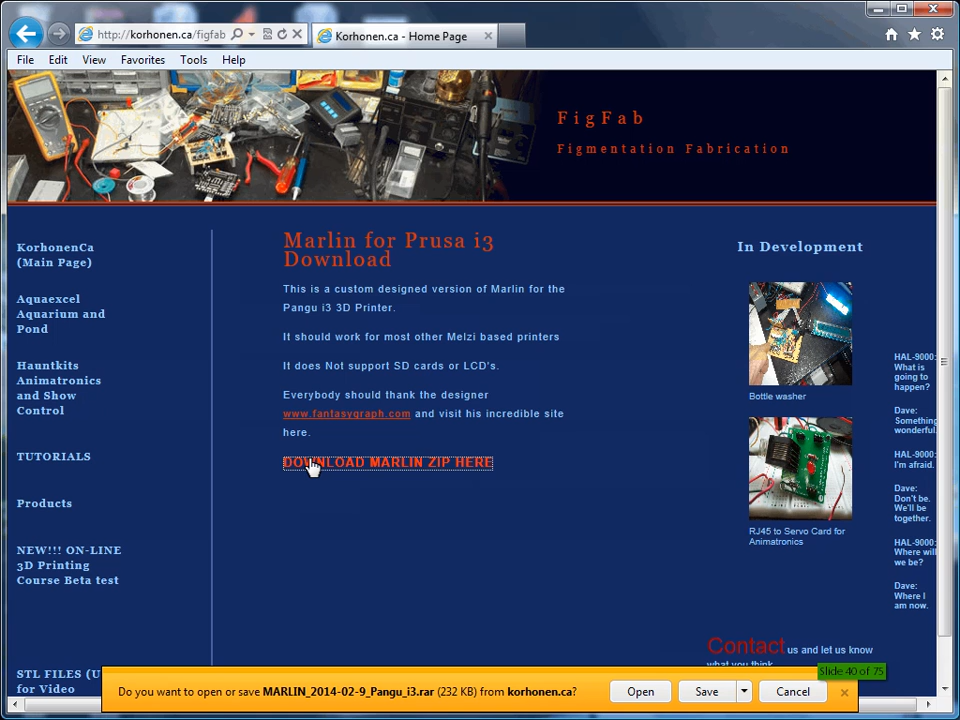 http://korhonen.ca/figfab
Korhonen.ca - Home Page
File Edit View Favorites Tools Help
FigFab
Figmentation Fabrication
KorhonenCa
(Main Page)
Aquaexcel
Aquarium and
Pond
Hauntkits
Animatronics
and Show
Control
TUTORIALS
Products
NEW!!! ON-LINE
3D Printing
Course Beta test
STL FILES (U
for Video
Marlin for Prusa i3
Download
This is a custom designed version of Marlin for the
Pangu i3 3D Printer.
It should work for most other Melzi based printers
It does Not support SD cards or LCD's.
Everybody should thank the designer
www.fantasygraph.com and visit his incredible site
here.
DOWNLOAD MARLIN ZIP HERE
In Development
Bottle washer
RJ45 to Servo Card for
Animatronics
HAL-9000:
What is
going to
happen?
Dave:
Something
wonderful.
HAL-9000:
I'm afraid.
Dave:
Don't be.
We'll be
together.
HAL-9000:
Where will
we be?
Dave:
Where I
am now.
Contact us and let us know
what you think
Slide 40 of 75
Do you want to open or save MARLIN_2014-02-9_Pangu_i3.rar (232 KB) from korhonen.ca?
Open
Save
Cancel